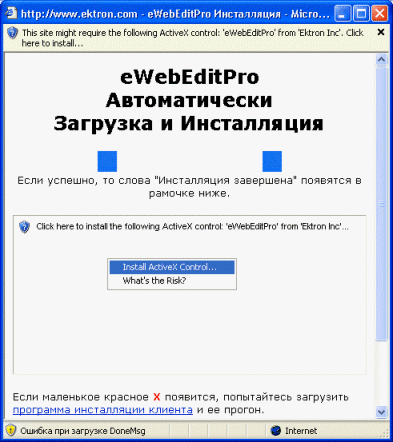 http://www.ektron.com - eWebEditPro Инсталляция - Micro...
This site might require the following ActiveX control: 'eWebEditPro' from 'Ektron Inc'. Click
here to install...
eWebEditPro
Автоматически
Загрузка и Инсталляция
Если успешно, то слова "Инсталляция завершена" появятся в
рамочке ниже.
Click here to install the following ActiveX control: 'eWebEditPro' from 'Ektron Inc'...
Install ActiveX Control...
What's the Risk?
Если маленькое красное X появится, попытайтесь загрузить
программа инсталляции клиента и ее прогон.
Ошибка при загрузке DoneMsg
Internet